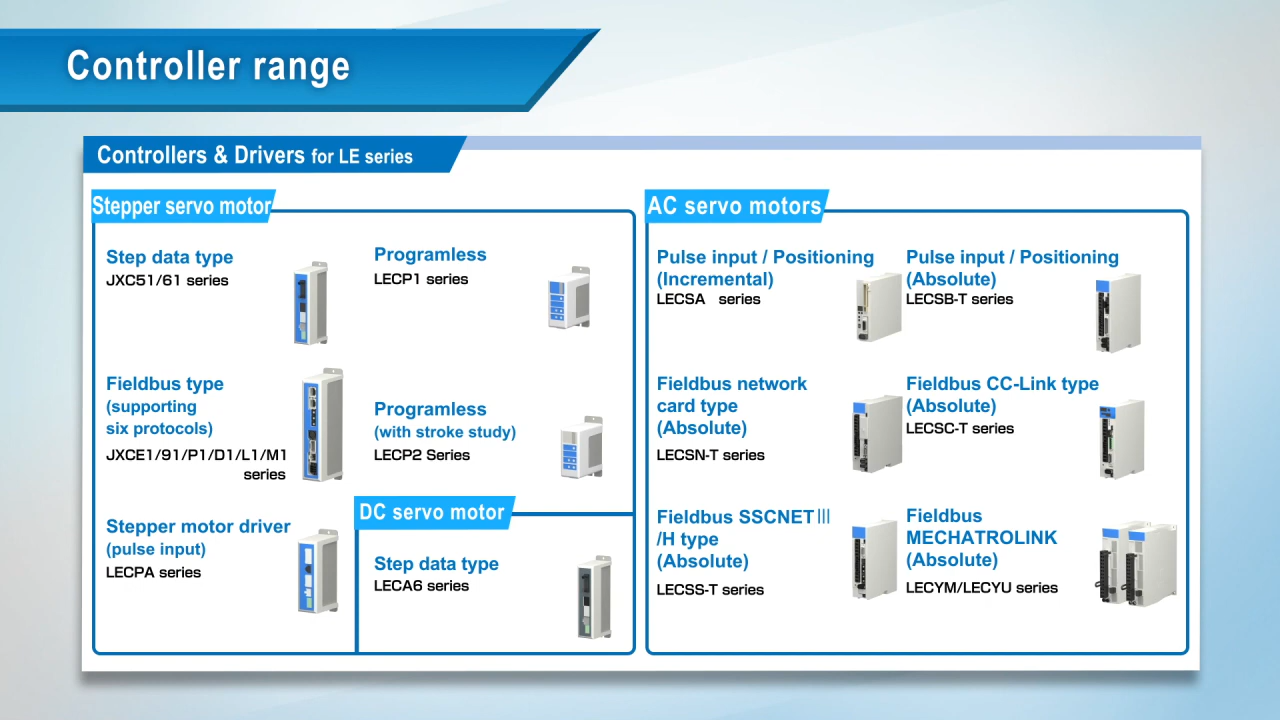 Controller range
Controllers & Drivers for LE series
Stepper servo motor
Step data type
JXC51/61 series
Programless
LECP1 series
Fieldbus type
(supporting
six protocols)
JXCE1/91/P1/D1/L1/M1
series
Programless
(with stroke study)
LECP2 Series
Stepper motor driver
(pulse input)
LECPA series
DC servo motor
Step data type
LECA6 series
AC servo motors
Pulse input / Positioning
(Incremental)
LECSA series
Pulse input / Positioning
(Absolute)
LECSB-T series
Fieldbus network
card type
(Absolute)
LECSN-T series
Fieldbus CC-Link type
(Absolute)
LECSC-T series
Fieldbus SSCNETⅢ
/H type
(Absolute)
LECSS-T series
Fieldbus
MECHATROLINK
(Absolute)
LECYM/LECYU series